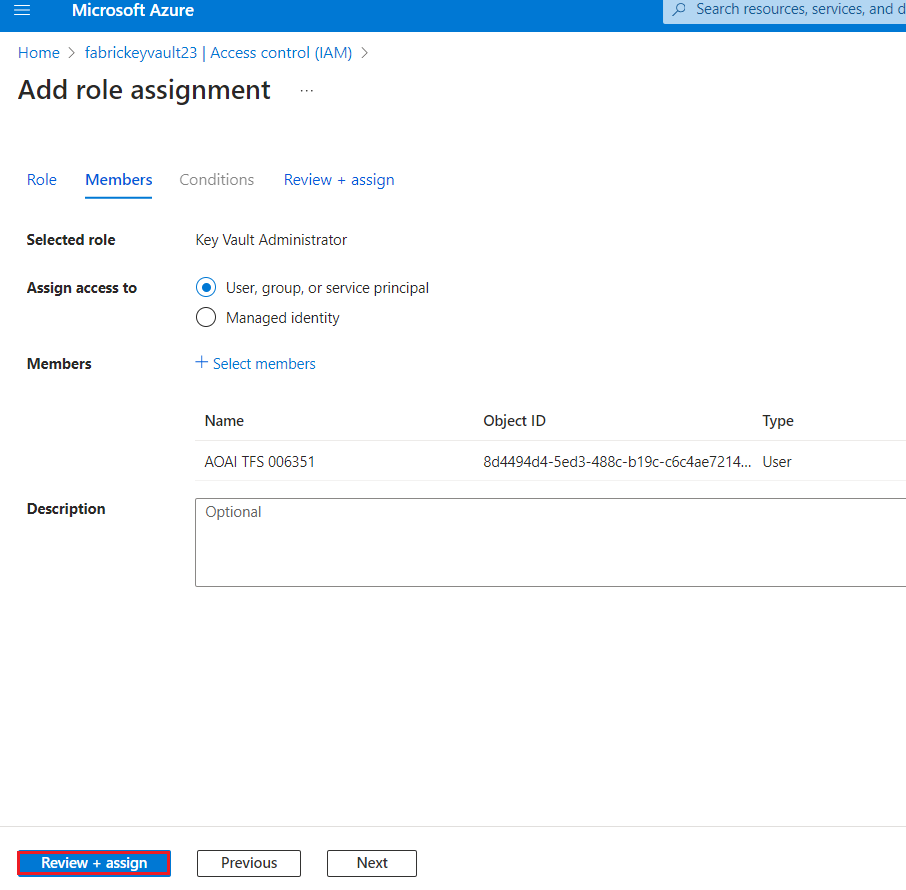 Microsoft Azure
Search resources, services, and d
Home > fabrickeyvault23 | Access control (IAM) >
Add role assignment ...
Role Members Conditions Review + assign
Selected role Key Vault Administrator
Assign access to User, group, or service principal
Managed identity
Members + Select members
Name Object ID Type
AOAI TFS 006351 8d4494d4-5ed3-488c-b19c-c6c4ae7214... User
Description Optional
Review + assign Previous Next